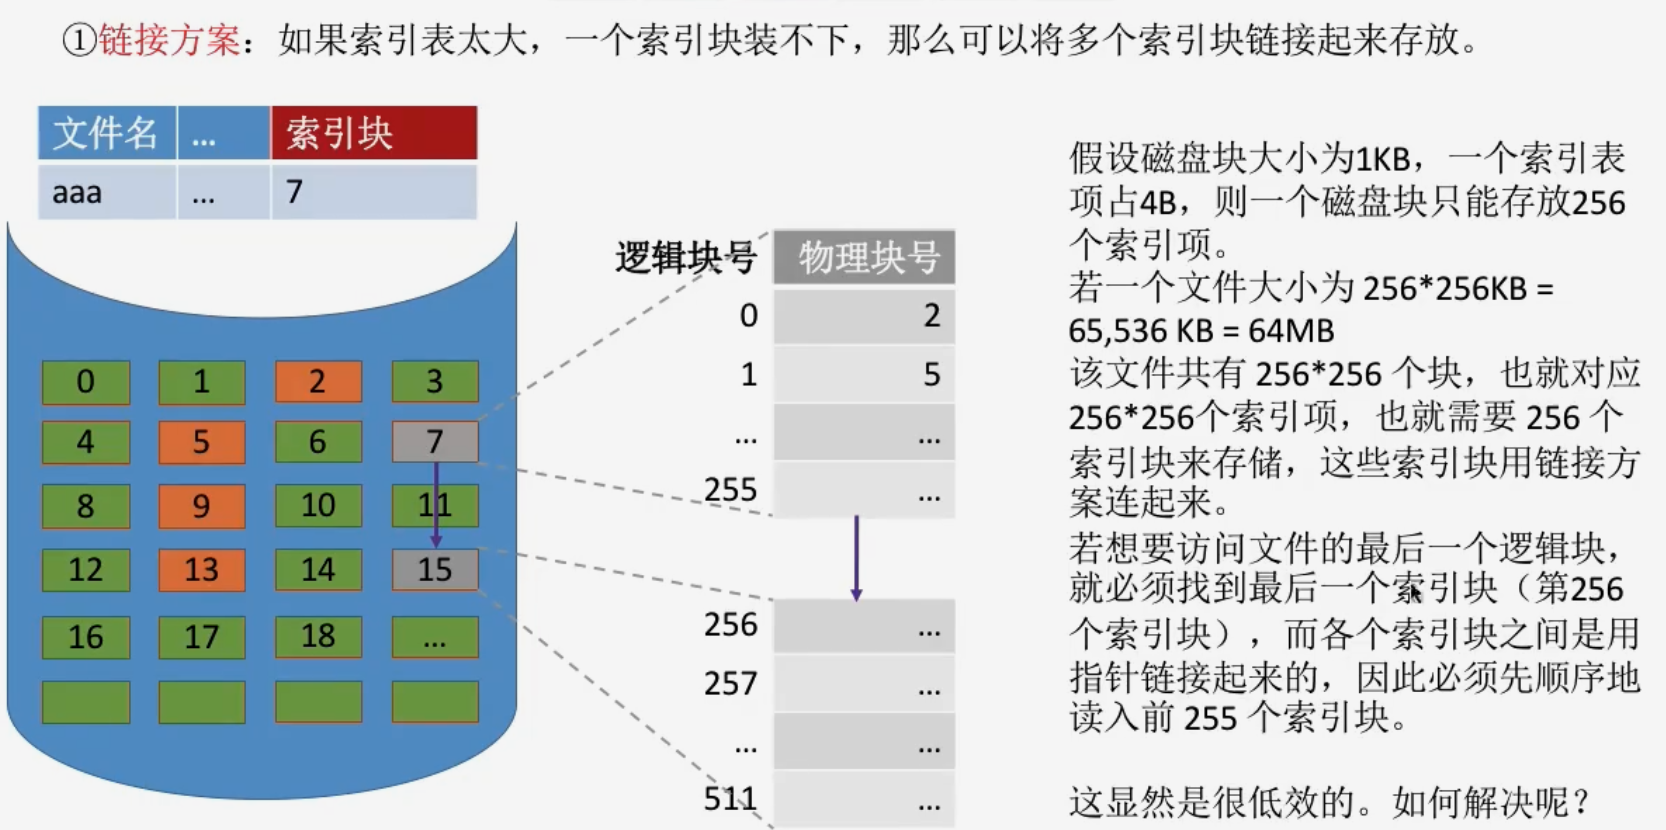 ①链接方案：如果索引表太大，一个索引块装不下，那么可以将多个索引块链接起来存放。
文件名 ... 索引块
aaa ... 7
0 1 2 3
4 5 6 7
8 9 10 11
12 13 14 15
16 17 18 ...
逻辑块号 物理块号
0 2
1 5
... ...
255 ...
256 ...
257 ...
... ...
511 ...
假设磁盘块大小为1KB，一个索引表
项占4B，则一个磁盘块只能存放256
个索引项。
若一个文件大小为 256*256KB =
65,536 KB = 64MB
该文件共有 256*256 个块，也就对应
256*256个索引项，也就需要 256 个
索引块来存储，这些索引块用链接方
案连起来。
若想要访问文件的最后一个逻辑块，
就必须找到最后一个索引块（第256
个索引块），而各个索引块之间是用
指针链接起来的，因此必须先顺序地
读入前 255 个索引块。
这显然是很低效的。如何解决呢？